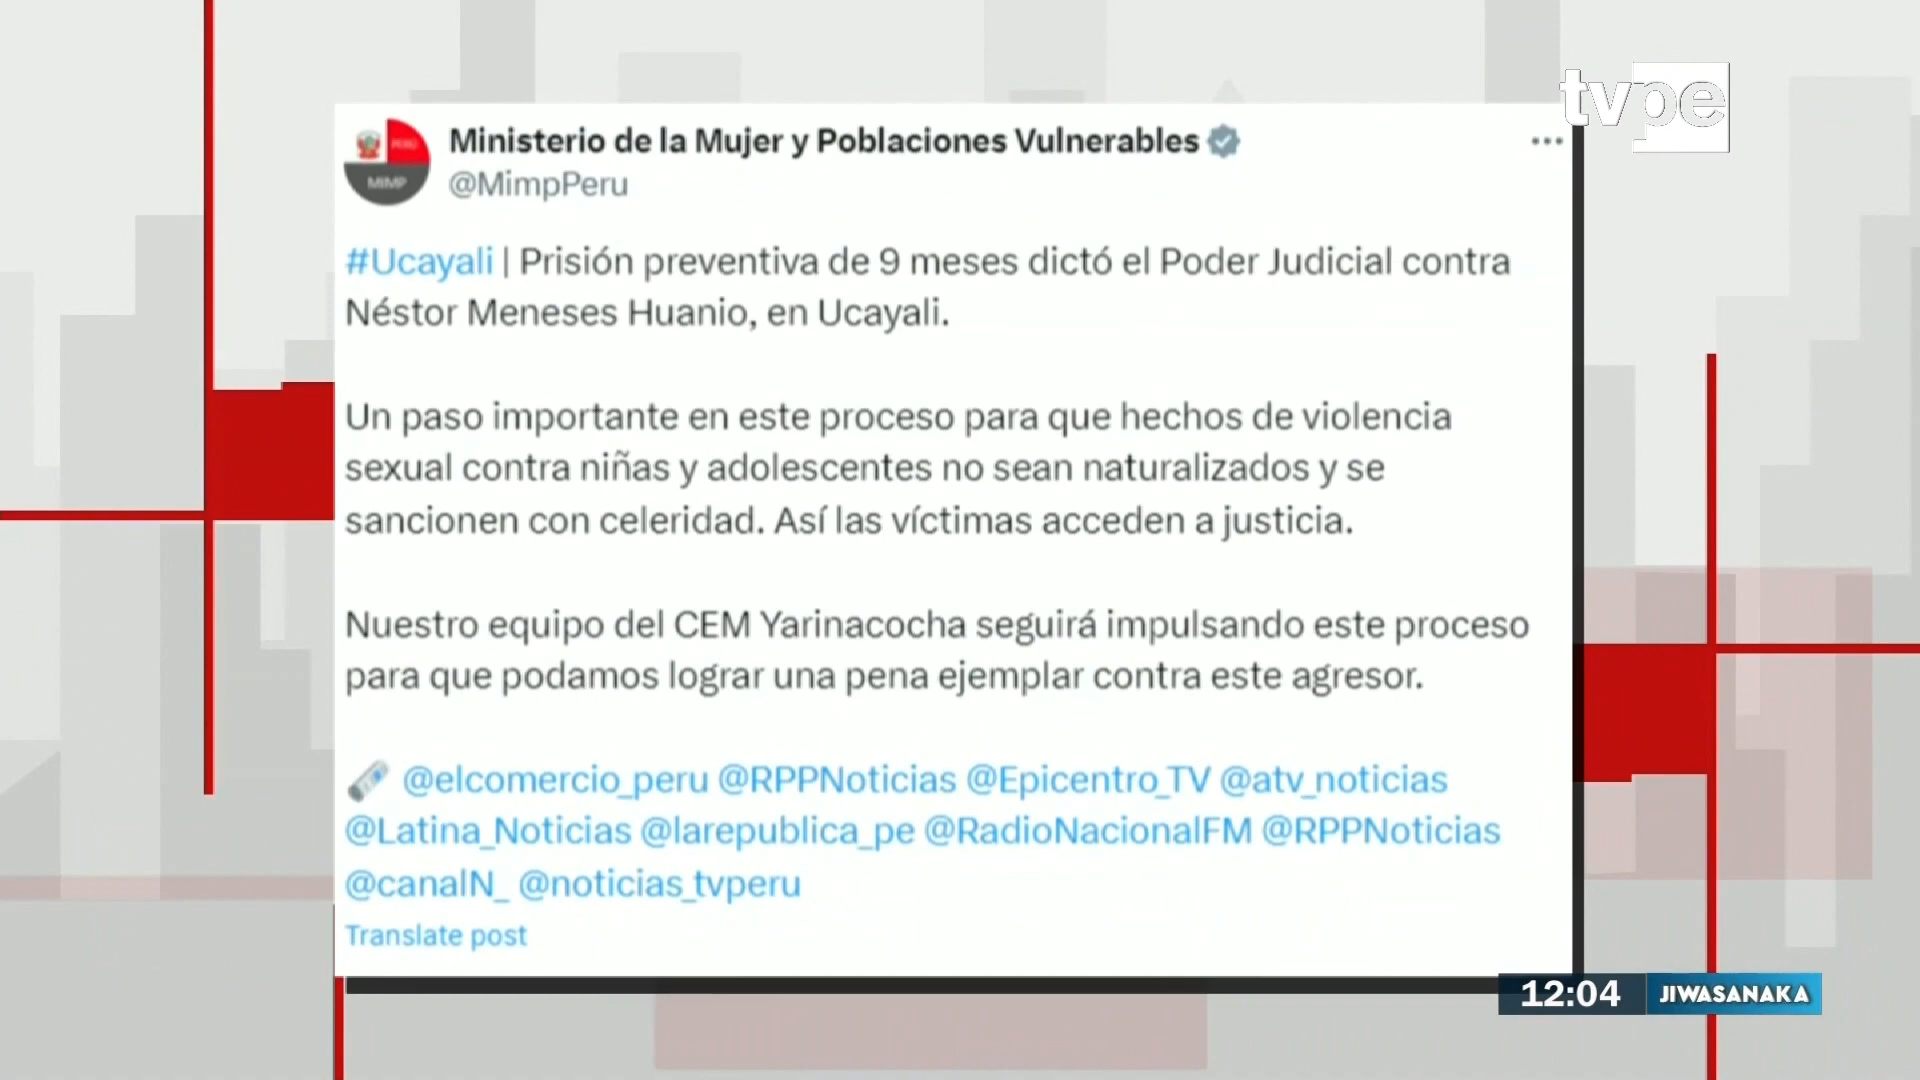 tvpe
Ministerio de la Mujer y Poblaciones Vulnerables
PERÚ
MIMP
@MimpPeru
#Ucayali | Prisión preventiva de 9 meses dictó el Poder Judicial contra
Néstor Meneses Huanio, en Ucayali.
Un paso importante en este proceso para que hechos de violencia
sexual contra niñas y adolescentes no sean naturalizados y se
sancionen con celeridad. Así las víctimas acceden a justicia.
Nuestro equipo del CEM Yarinacocha seguirá impulsando este proceso
para que podamos lograr una pena ejemplar contra este agresor.
@elcomercio_peru @RPPNoticias @Epicentro_TV @atv_noticias
@Latina_Noticias @larepublica_pe @RadioNacionalFM @RPPNoticias
@canalN_ @noticias_tvperu
Translate post
12:04 JIWASANAKA